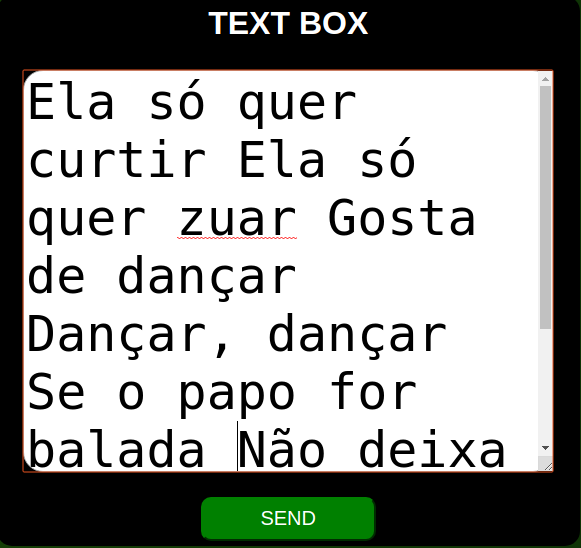 TEXT BOX
Ela só quer
curtir Ela só
quer zuar Gosta
de dançar
Dançar, dançar
Se o papo for
balada Não deixa
SEND